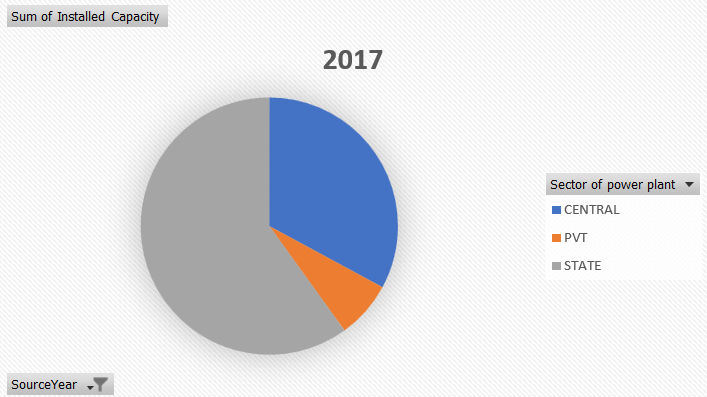 Sum of Installed Capacity
2017
Sector of power plant
CENTRAL
PVT
STATE
SourceYear